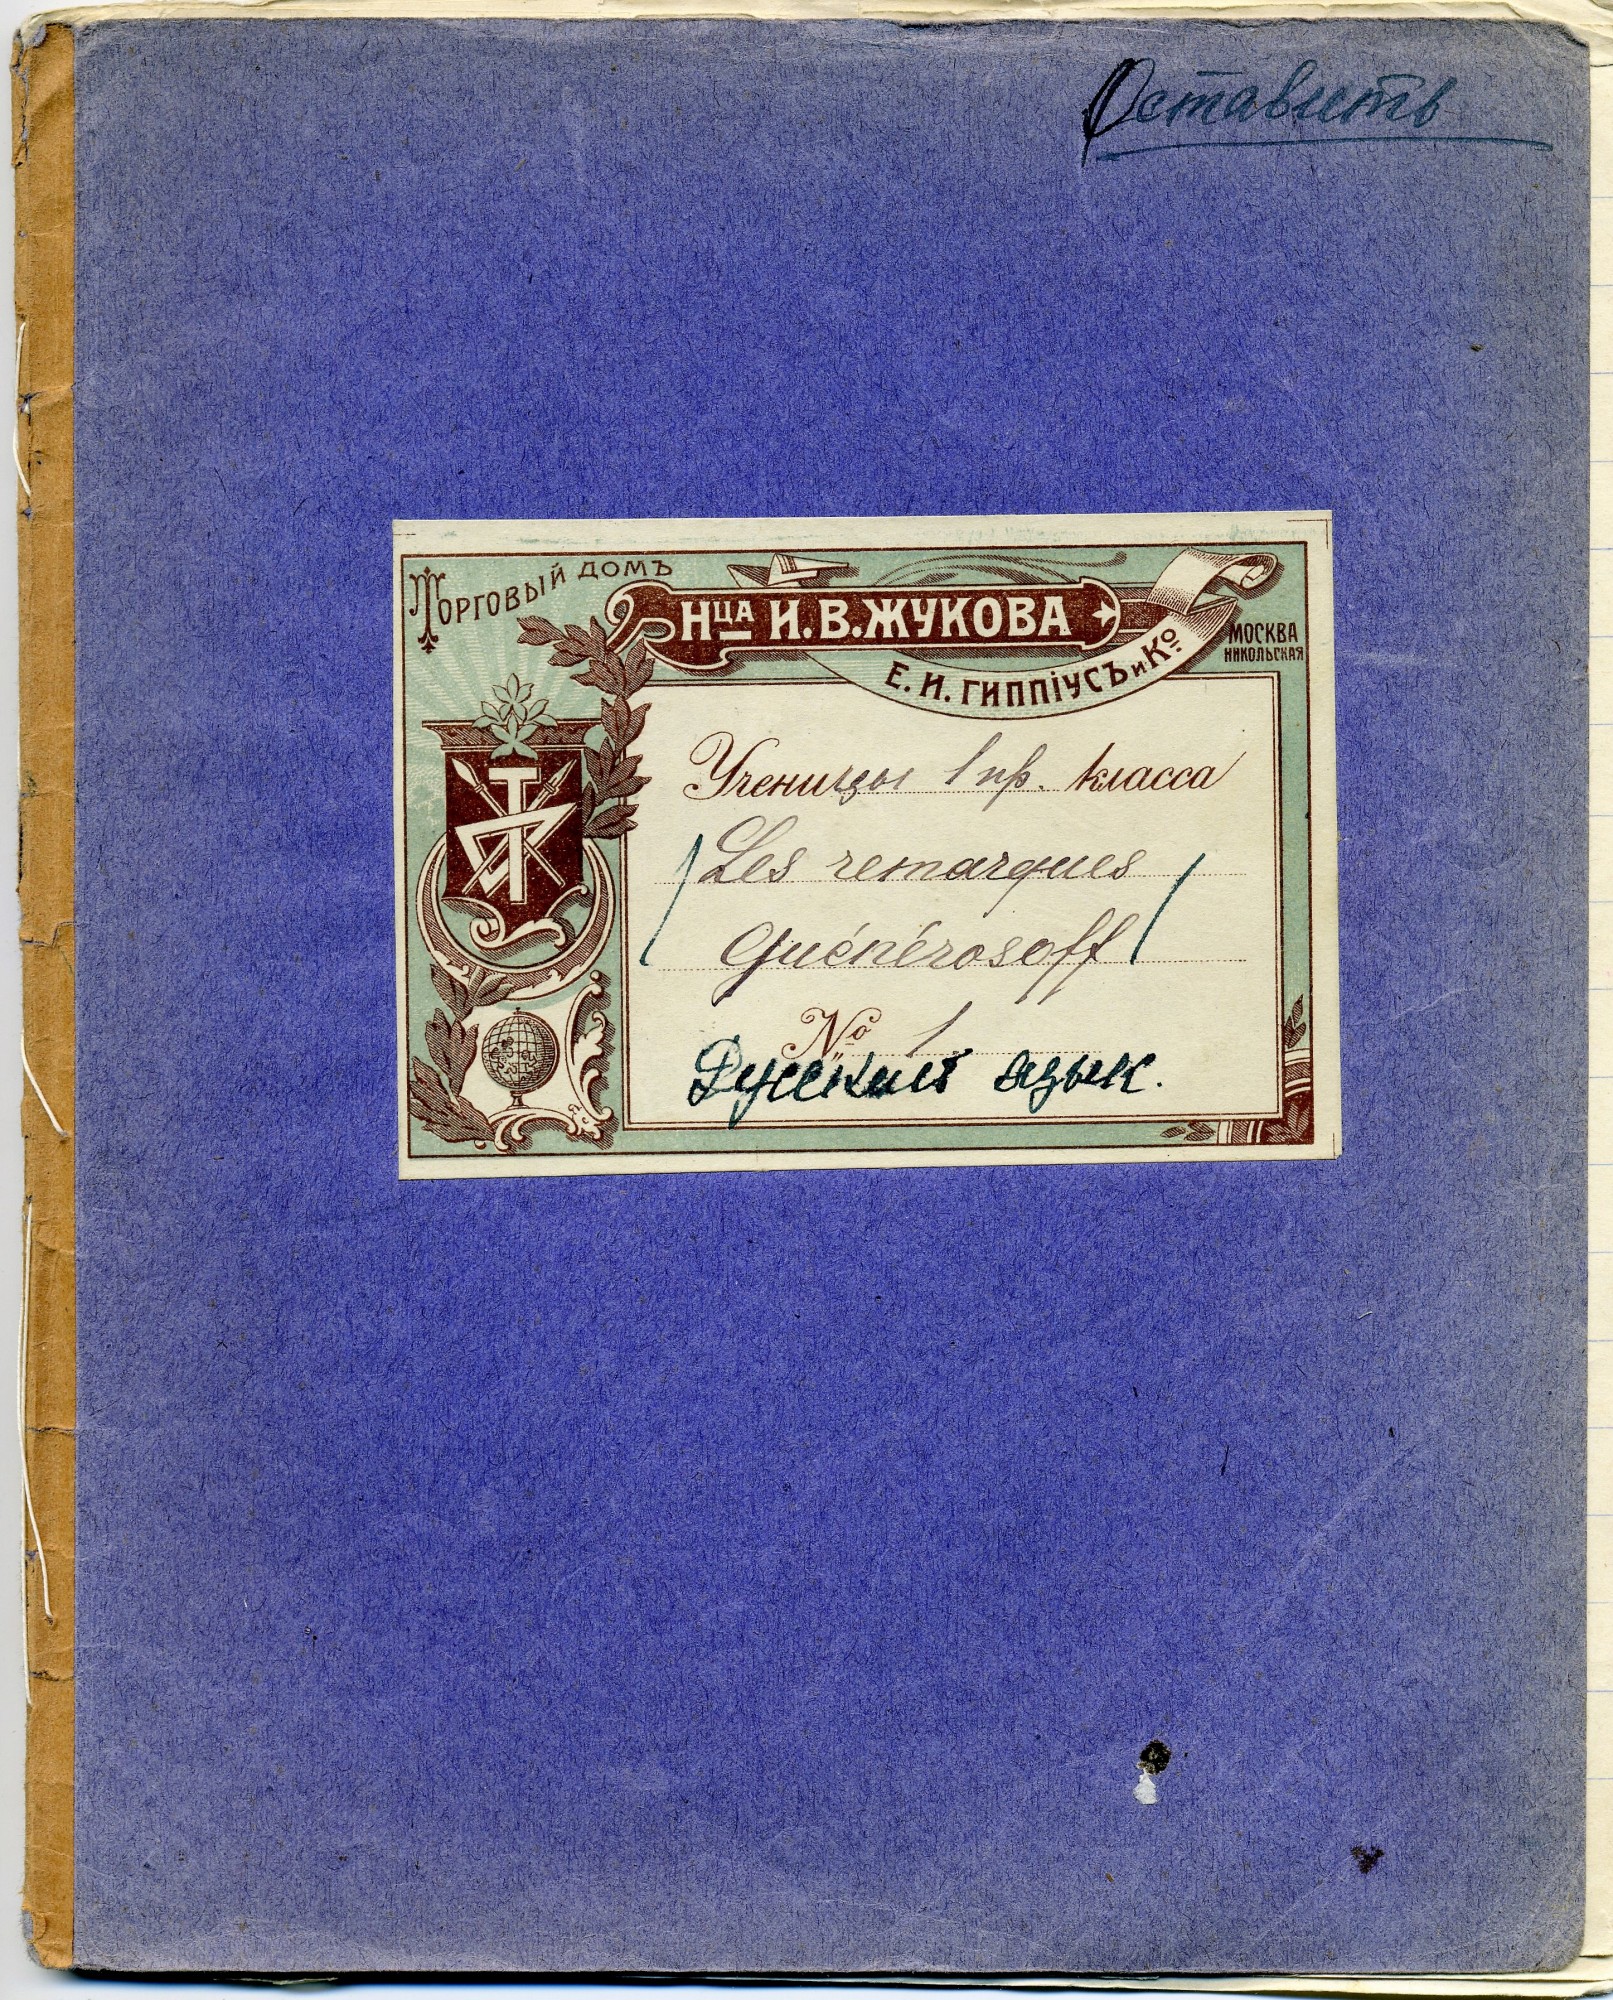 Оставить
Торговый домъ
Нца И.В.ЖУКОВА
Е.И.ГИППІУСЪ и Ко
МОСКВА
НИКОЛЬСКАЯ
Ученицы 1 пр. класса
Les remarques
Guénérosoff
№ 1
Русский язык.